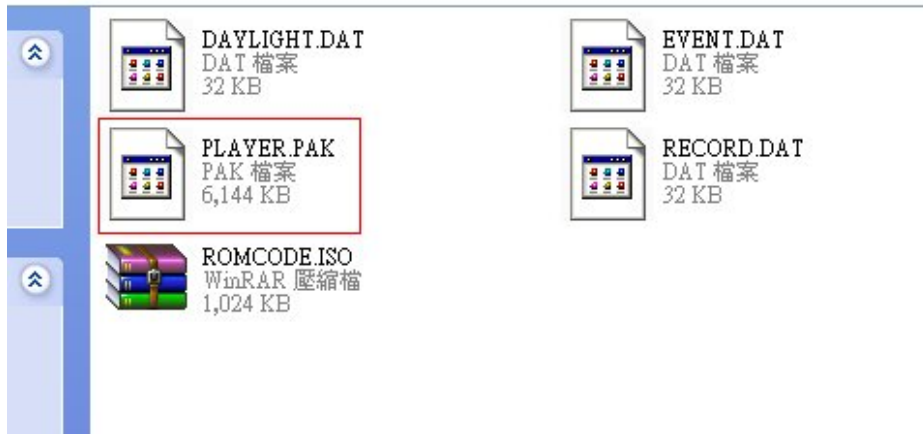 DAYLIGHT.DAT
DAT 檔案
32 KB
EVENT.DAT
DAT 檔案
32 KB
PLAYER.PAK
PAK 檔案
6,144 KB
RECORD.DAT
DAT 檔案
32 KB
ROMCODE.ISO
WinRAR 壓縮檔
1,024 KB